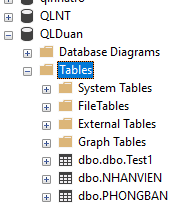 QLNT
QLDuan
Database Diagrams
Tables
System Tables
FileTables
External Tables
Graph Tables
dbo.dbo.Test1
dbo.NHANVIEN
dbo.PHONGBAN